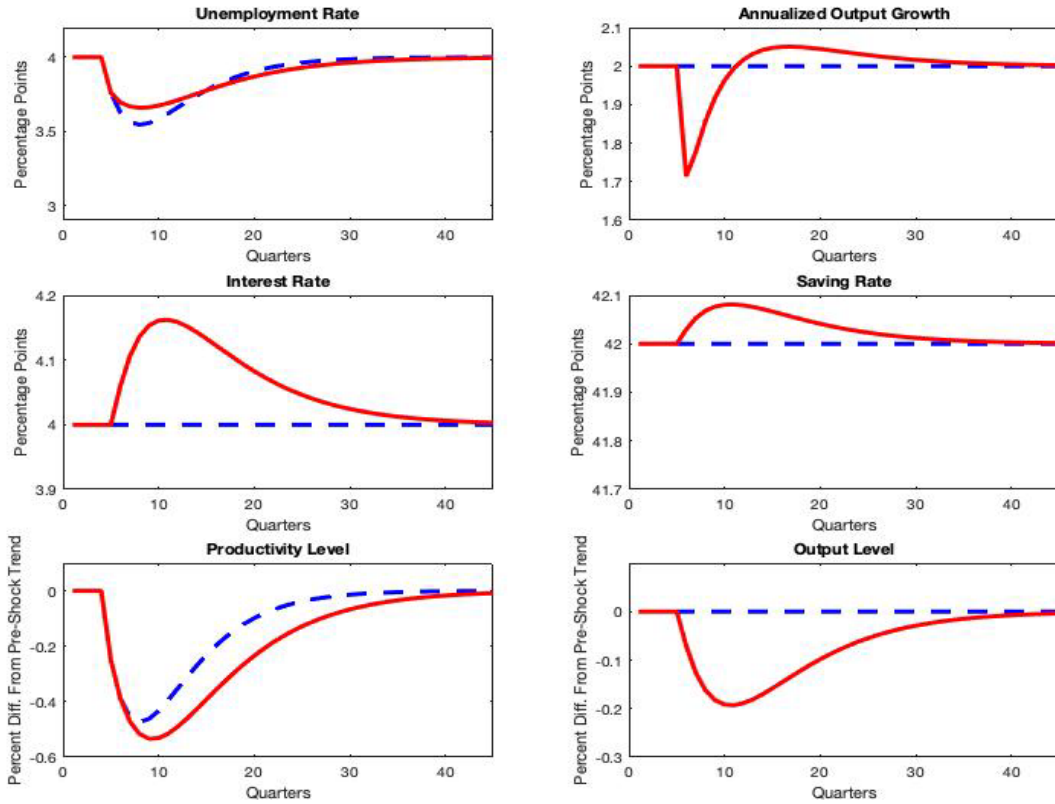 Unemployment Rate
Percentage Points
4
3.5
3
0 10 20 30 40
Quarters
Annualized Output Growth
Percentage Points
2.1
2
1.9
1.8
1.7
1.6
0 10 20 30 40
Quarters
Interest Rate
Percentage Points
4.2
4.1
4
3.9
0 10 20 30 40
Quarters
Saving Rate
Percentage Points
42.1
42
41.9
41.8
41.7
0 10 20 30 40
Quarters
Productivity Level
Percent Diff. From Pre-Shock Trend
0
-0.2
-0.4
-0.6
0 10 20 30 40
Quarters
Output Level
Percent Diff. From Pre-Shock Trend
0
-0.1
-0.2
-0.3
0 10 20 30 40
Quarters